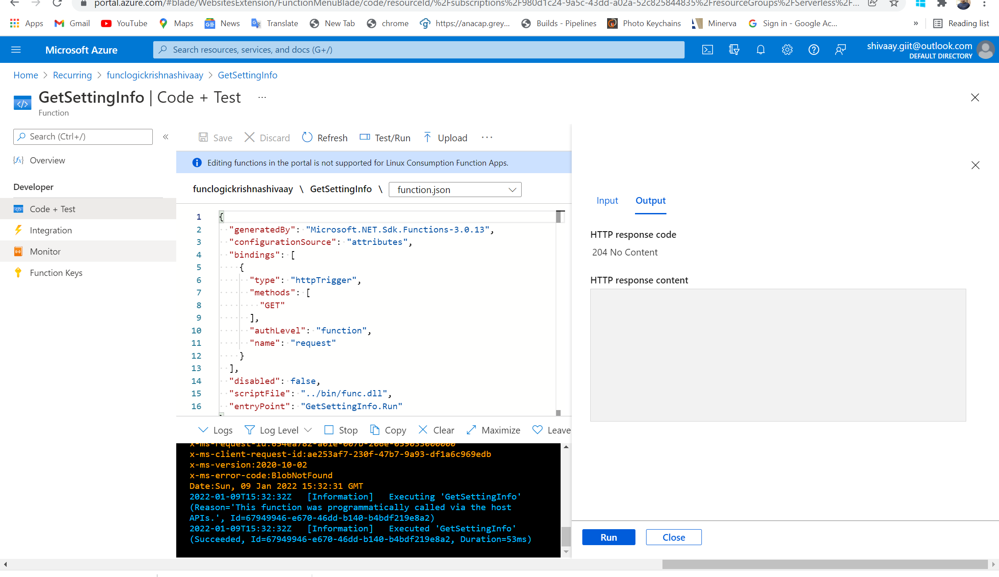 portal.azure.com/#blade/WebsitesExtension/FunctionMenuBlade/code/resourceId/%2Fsubscriptions%2F980d1c24-9a5c-43dd-a02a-52c825844835%2FresourceGroups%2FServerless%2F...
Apps Gmail YouTube Maps News Translate New Tab chrome https://anacap.grey... Builds - Pipelines Photo Keychains Minerva Sign in - Google Ac... » Reading list
Microsoft Azure
Search resources, services, and docs (G+/)
shivaay.giit@outlook.com
DEFAULT DIRECTORY
Home > Recurring > funclogickrishnashivaay > GetSettingInfo
GetSettingInfo | Code + Test ...
Function
Search (Ctrl+/)
«
Overview
Developer
Code + Test
Integration
Monitor
Function Keys
Save Discard Refresh Test/Run Upload ...
Editing functions in the portal is not supported for Linux Consumption Function Apps.
funclogickrishnashivaay \ GetSettingInfo \ function.json
1 {
2 "generatedBy": "Microsoft.NET.Sdk.Functions-3.0.13",
3 "configurationSource": "attributes",
4 "bindings": [
5 {
6 "type": "httpTrigger",
7 "methods": [
8 "GET"
9 ],
10 "authLevel": "function",
11 "name": "request"
12 }
13 ],
14 "disabled": false,
15 "scriptFile": "../bin/func.dll",
16 "entryPoint": "GetSettingInfo.Run"
Logs Log Level Stop Copy Clear Maximize Leave
x-ms-client-request-id:ae253af7-230f-47b7-9a93-df1a6c969edb
x-ms-version:2020-10-02
x-ms-error-code:BlobNotFound
Date:Sun, 09 Jan 2022 15:32:31 GMT
2022-01-09T15:32:32Z [Information] Executing 'GetSettingInfo'
(Reason='This function was programmatically called via the host
APIs.', Id=67949946-e670-46dd-b140-b4bdf219e8a2)
2022-01-09T15:32:32Z [Information] Executed 'GetSettingInfo'
(Succeeded, Id=67949946-e670-46dd-b140-b4bdf219e8a2, Duration=53ms)
Input Output
HTTP response code
204 No Content
HTTP response content
Run Close